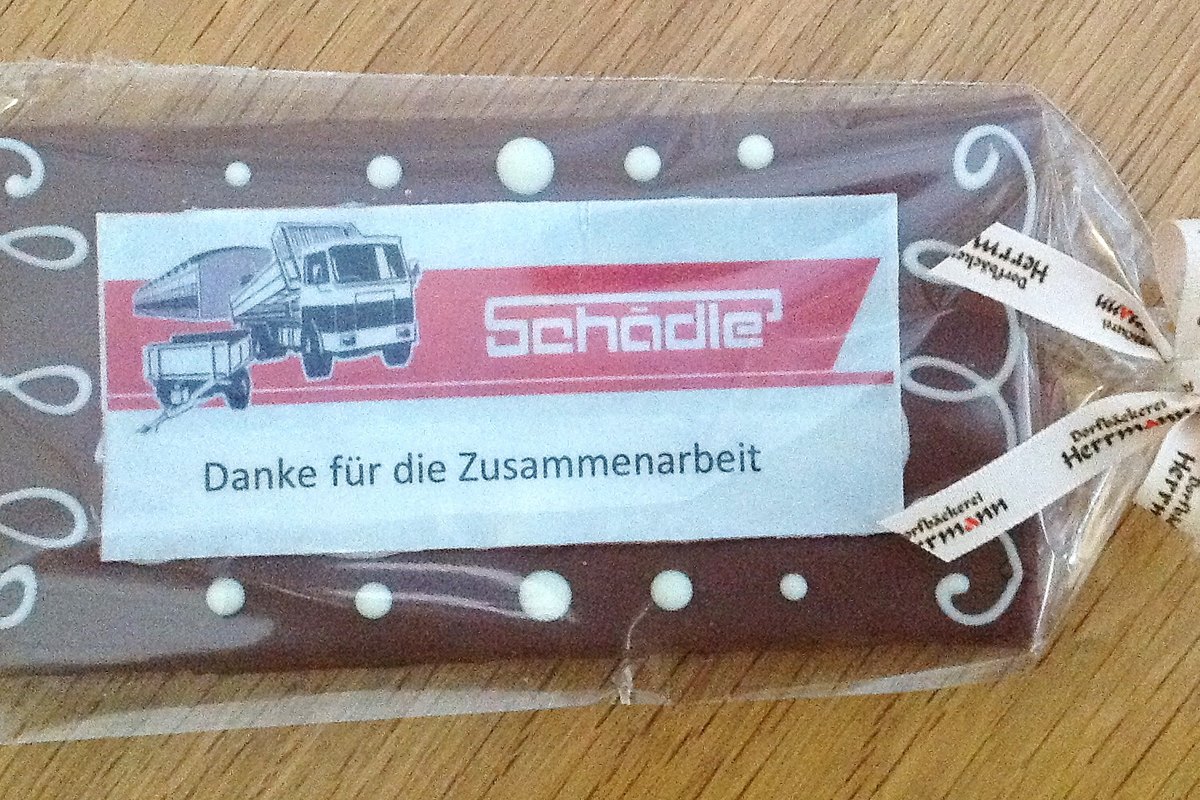 Schädle
Danke für die Zusammenarbeit
Dorfbäckerei
Herrmann
Dorfbäckerei
Herrmann